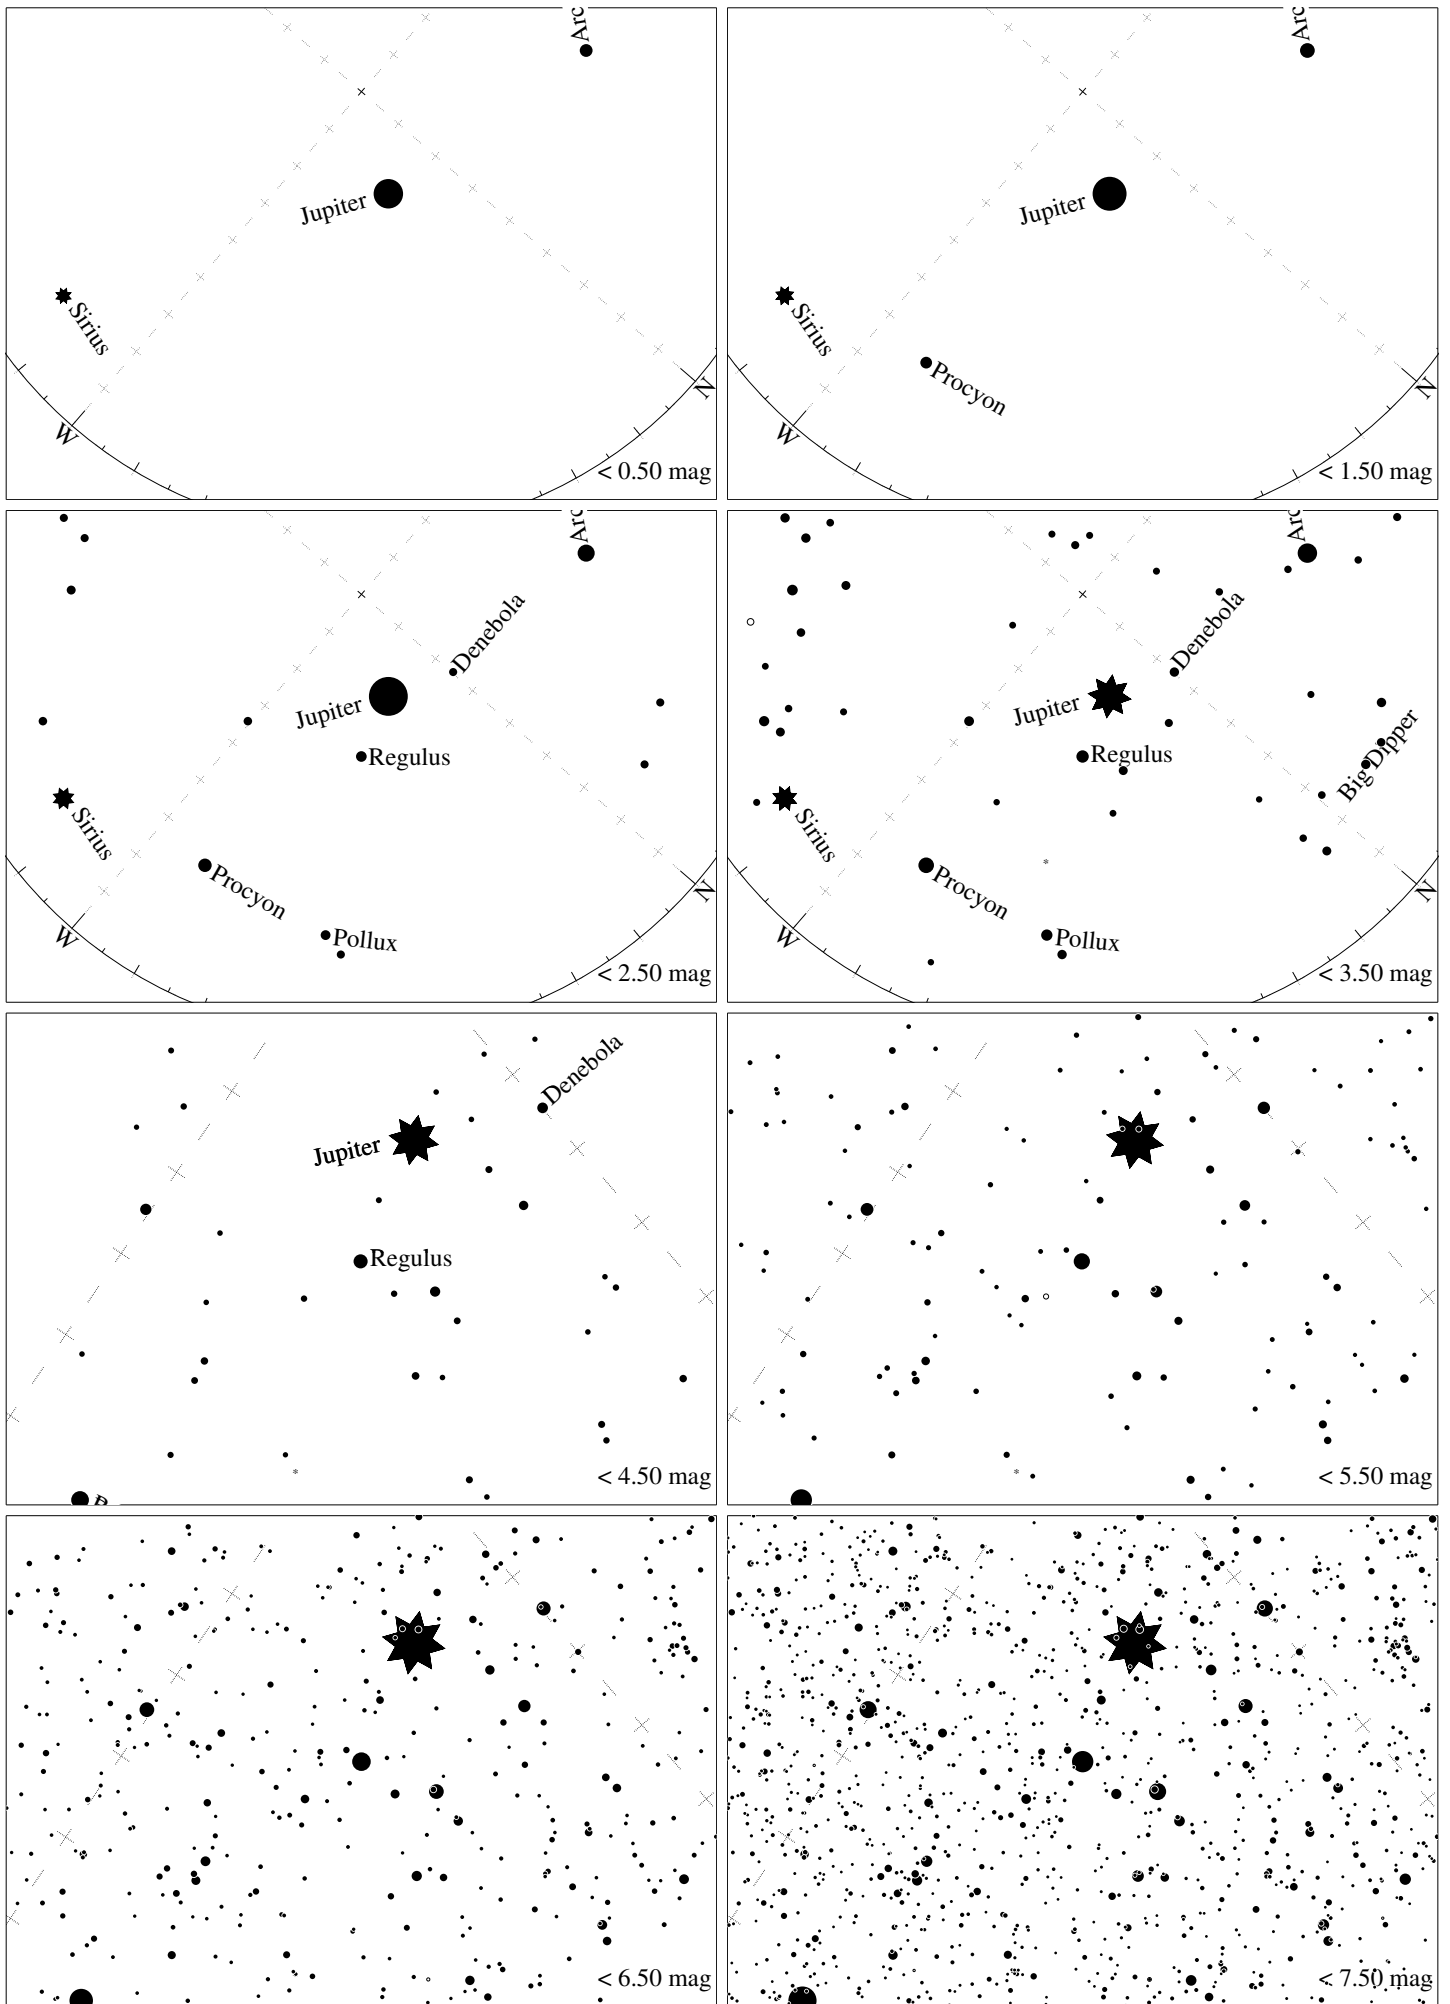 Arc
Jupiter
Sirius
W
N
< 0.50 mag
Arc
Jupiter
Sirius
Procyon
W
N
< 1.50 mag
Arc
Denebola
Jupiter
Regulus
Sirius
Procyon
Pollux
W
N
< 2.50 mag
Arc
Denebola
Jupiter
Regulus
Big Dipper
Sirius
Procyon
Pollux
W
N
< 3.50 mag
Denebola
Jupiter
Regulus
< 4.50 mag
< 5.50 mag
< 6.50 mag
< 7.50 mag